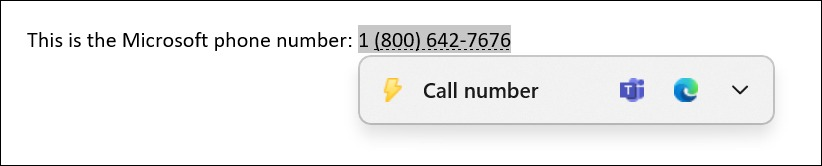 This is the Microsoft phone number: 1 (800) 642-7676
Call number